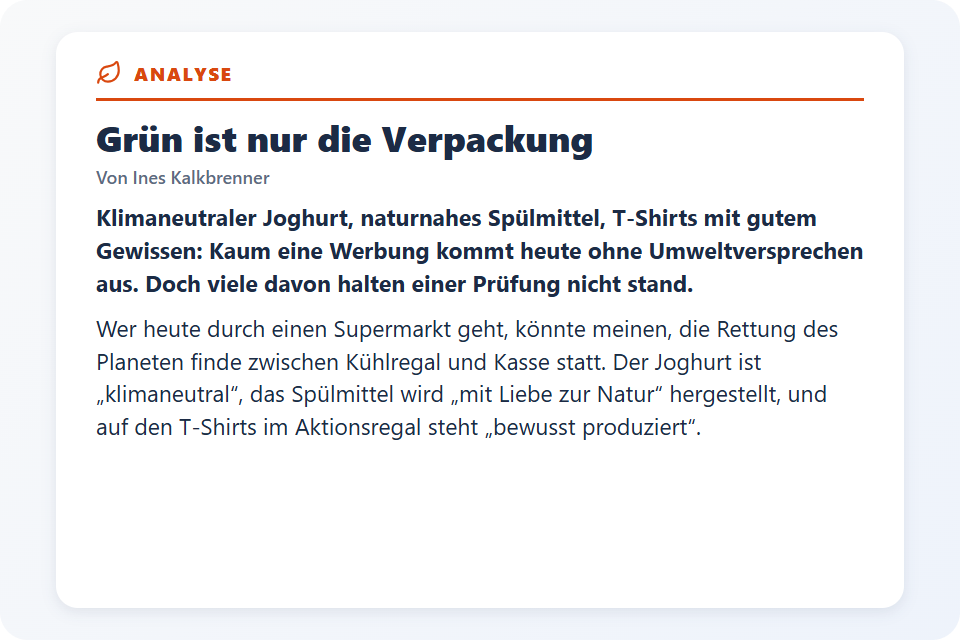 ANALYSE
Grün ist nur die Verpackung
Von Ines Kalkbrenner
Klimaneutraler Joghurt, naturnahes Spülmittel, T-Shirts mit gutem
Gewissen: Kaum eine Werbung kommt heute ohne Umweltversprechen
aus. Doch viele davon halten einer Prüfung nicht stand.
Wer heute durch einen Supermarkt geht, könnte meinen, die Rettung des
Planeten finde zwischen Kühlregal und Kasse statt. Der Joghurt ist
„klimaneutral“, das Spülmittel wird „mit Liebe zur Natur“ hergestellt, und
auf den T-Shirts im Aktionsregal steht „bewusst produziert“.